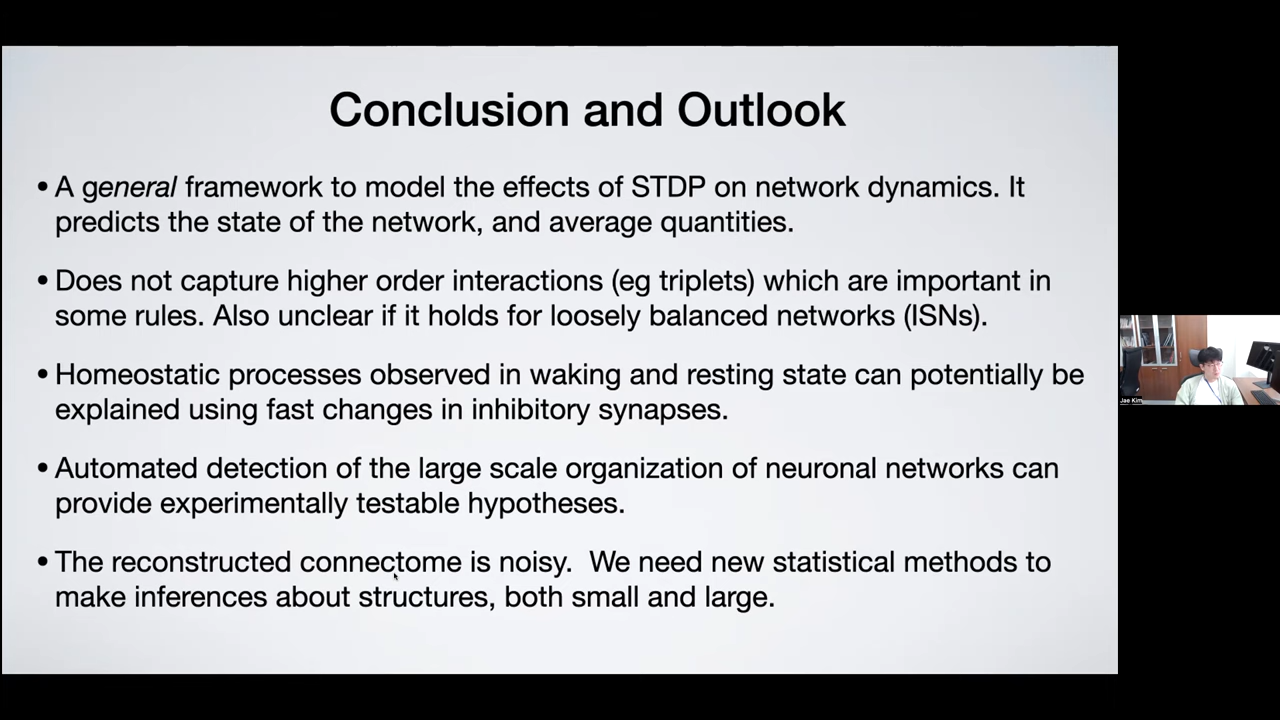 Conclusion and Outlook
• A general framework to model the effects of STDP on network dynamics. It
predicts the state of the network, and average quantities.
• Does not capture higher order interactions (eg triplets) which are important in
some rules. Also unclear if it holds for loosely balanced networks (ISNs).
• Homeostatic processes observed in waking and resting state can potentially be
explained using fast changes in inhibitory synapses.
• Automated detection of the large scale organization of neuronal networks can
provide experimentally testable hypotheses.
• The reconstructed connectome is noisy. We need new statistical methods to
make inferences about structures, both small and large.
Jae Kim